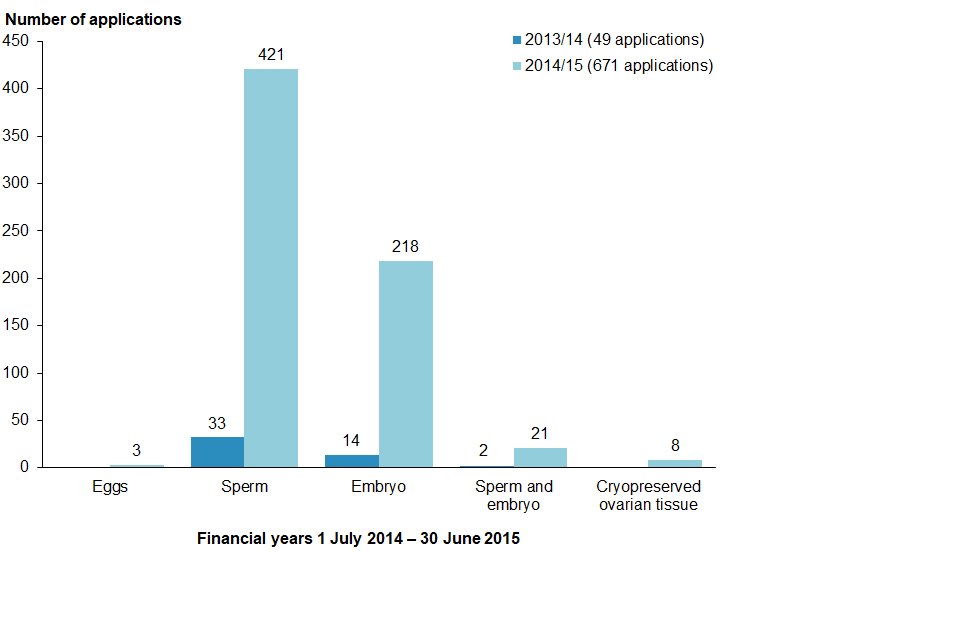 Number of applications
2013/14 (49 applications)
2014/15 (671 applications)
450
400
350
300
250
200
150
100
50
0
3
33
421
14
218
2
21
8
Eggs
Sperm
Embryo
Sperm and
embryo
Cryopreserved
ovarian tissue
Financial years 1 July 2014 – 30 June 2015